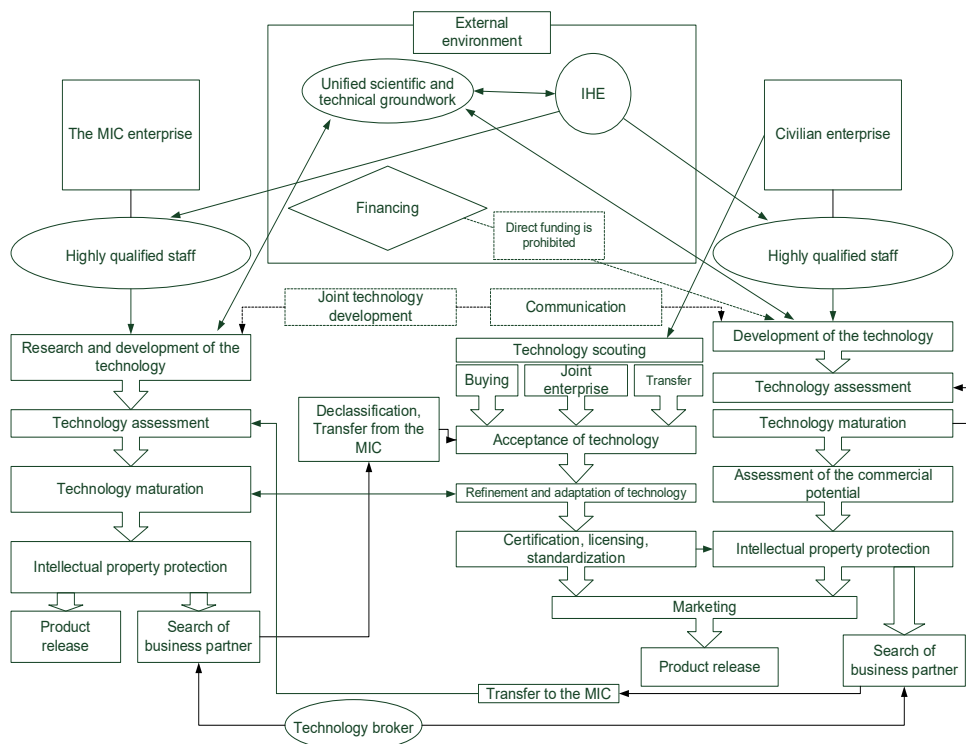 External
environment
Unified scientific and
technical groundwork
IHE
The MIC enterprise
Civilian enterprise
Financing
Direct funding is
prohibited
Highly qualified staff
Highly qualified staff
Joint technology
development
Communication
Research and development of the
technology
Technology scouting
Development of the technology
Buying
Joint
enterprise
Transfer
Technology assessment
Declassification,
Transfer from the
MIC
Technology assessment
Acceptance of technology
Technology maturation
Technology maturation
Refinement and adaptation of technology
Assessment of the commercial
potential
Intellectual property protection
Certification, licensing,
standardization
Intellectual property protection
Marketing
Product
release
Search of
business partner
Product release
Search of
business partner
Transfer to the MIC
Technology broker